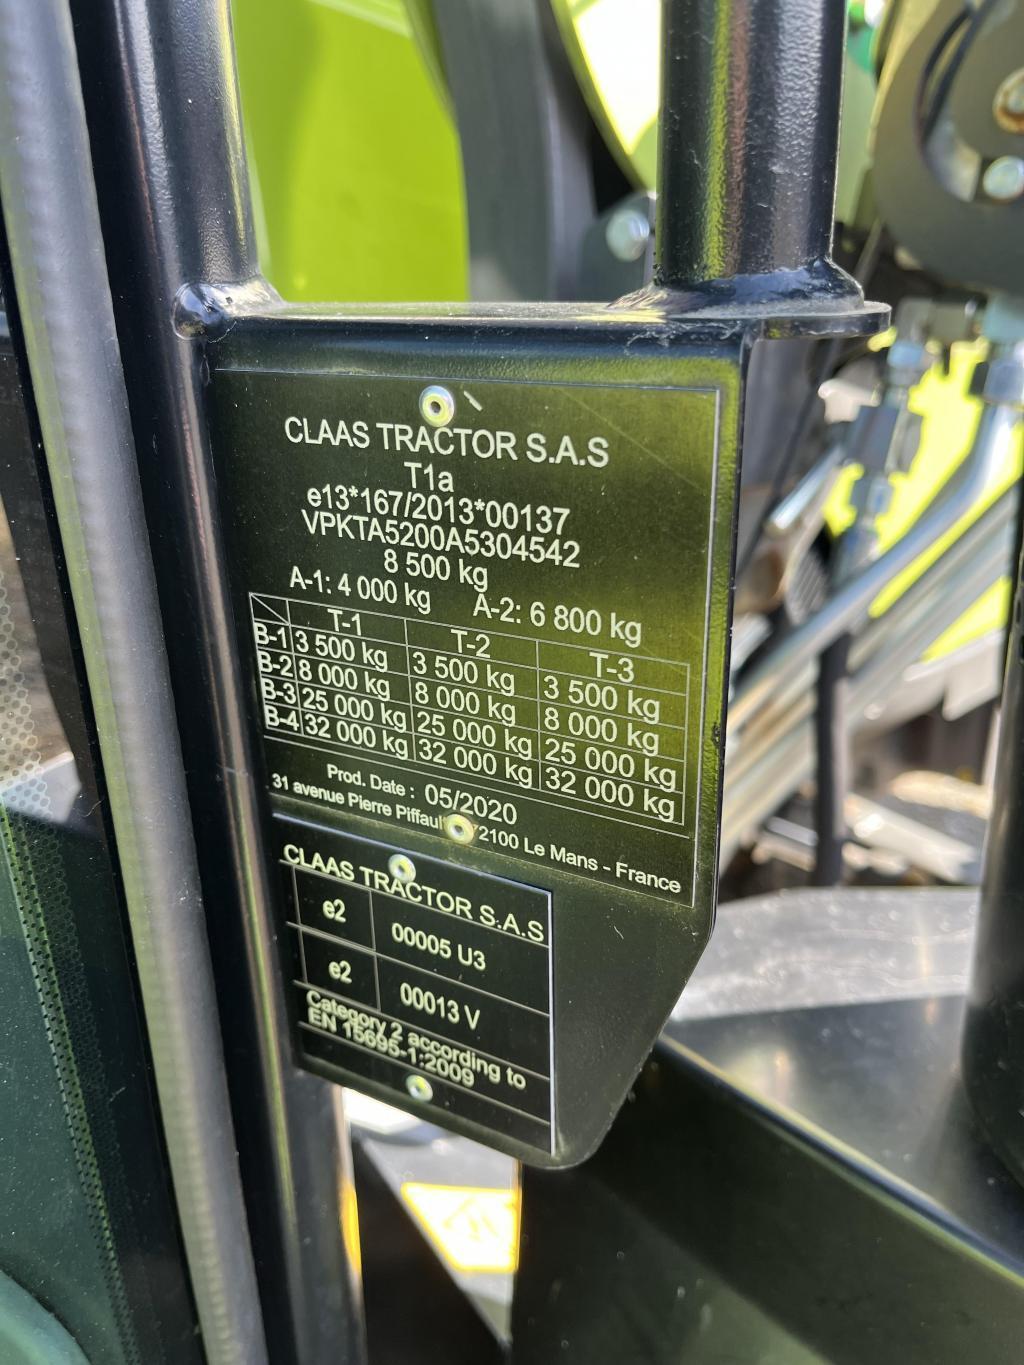 CLAAS TRACTOR S.A.S
T1a
e13*167/2013*00137
VPKTA5200A5304542
8 500 kg
A-1: 4 000 kg A-2: 6 800 kg
T-1 T-2 T-3
B-1 3 500 kg 3 500 kg 3 500 kg
B-2 8 000 kg 8 000 kg 8 000 kg
B-3 25 000 kg 25 000 kg 25 000 kg
B-4 32 000 kg 32 000 kg 32 000 kg
Prod. Date : 05/2020
31 avenue Pierre 2100 Le Mans - France
CLAAS TRACTOR S.A.S
e2 00005 U3
e2 00013 V
Category 2 according to
EN 15695-1:2009